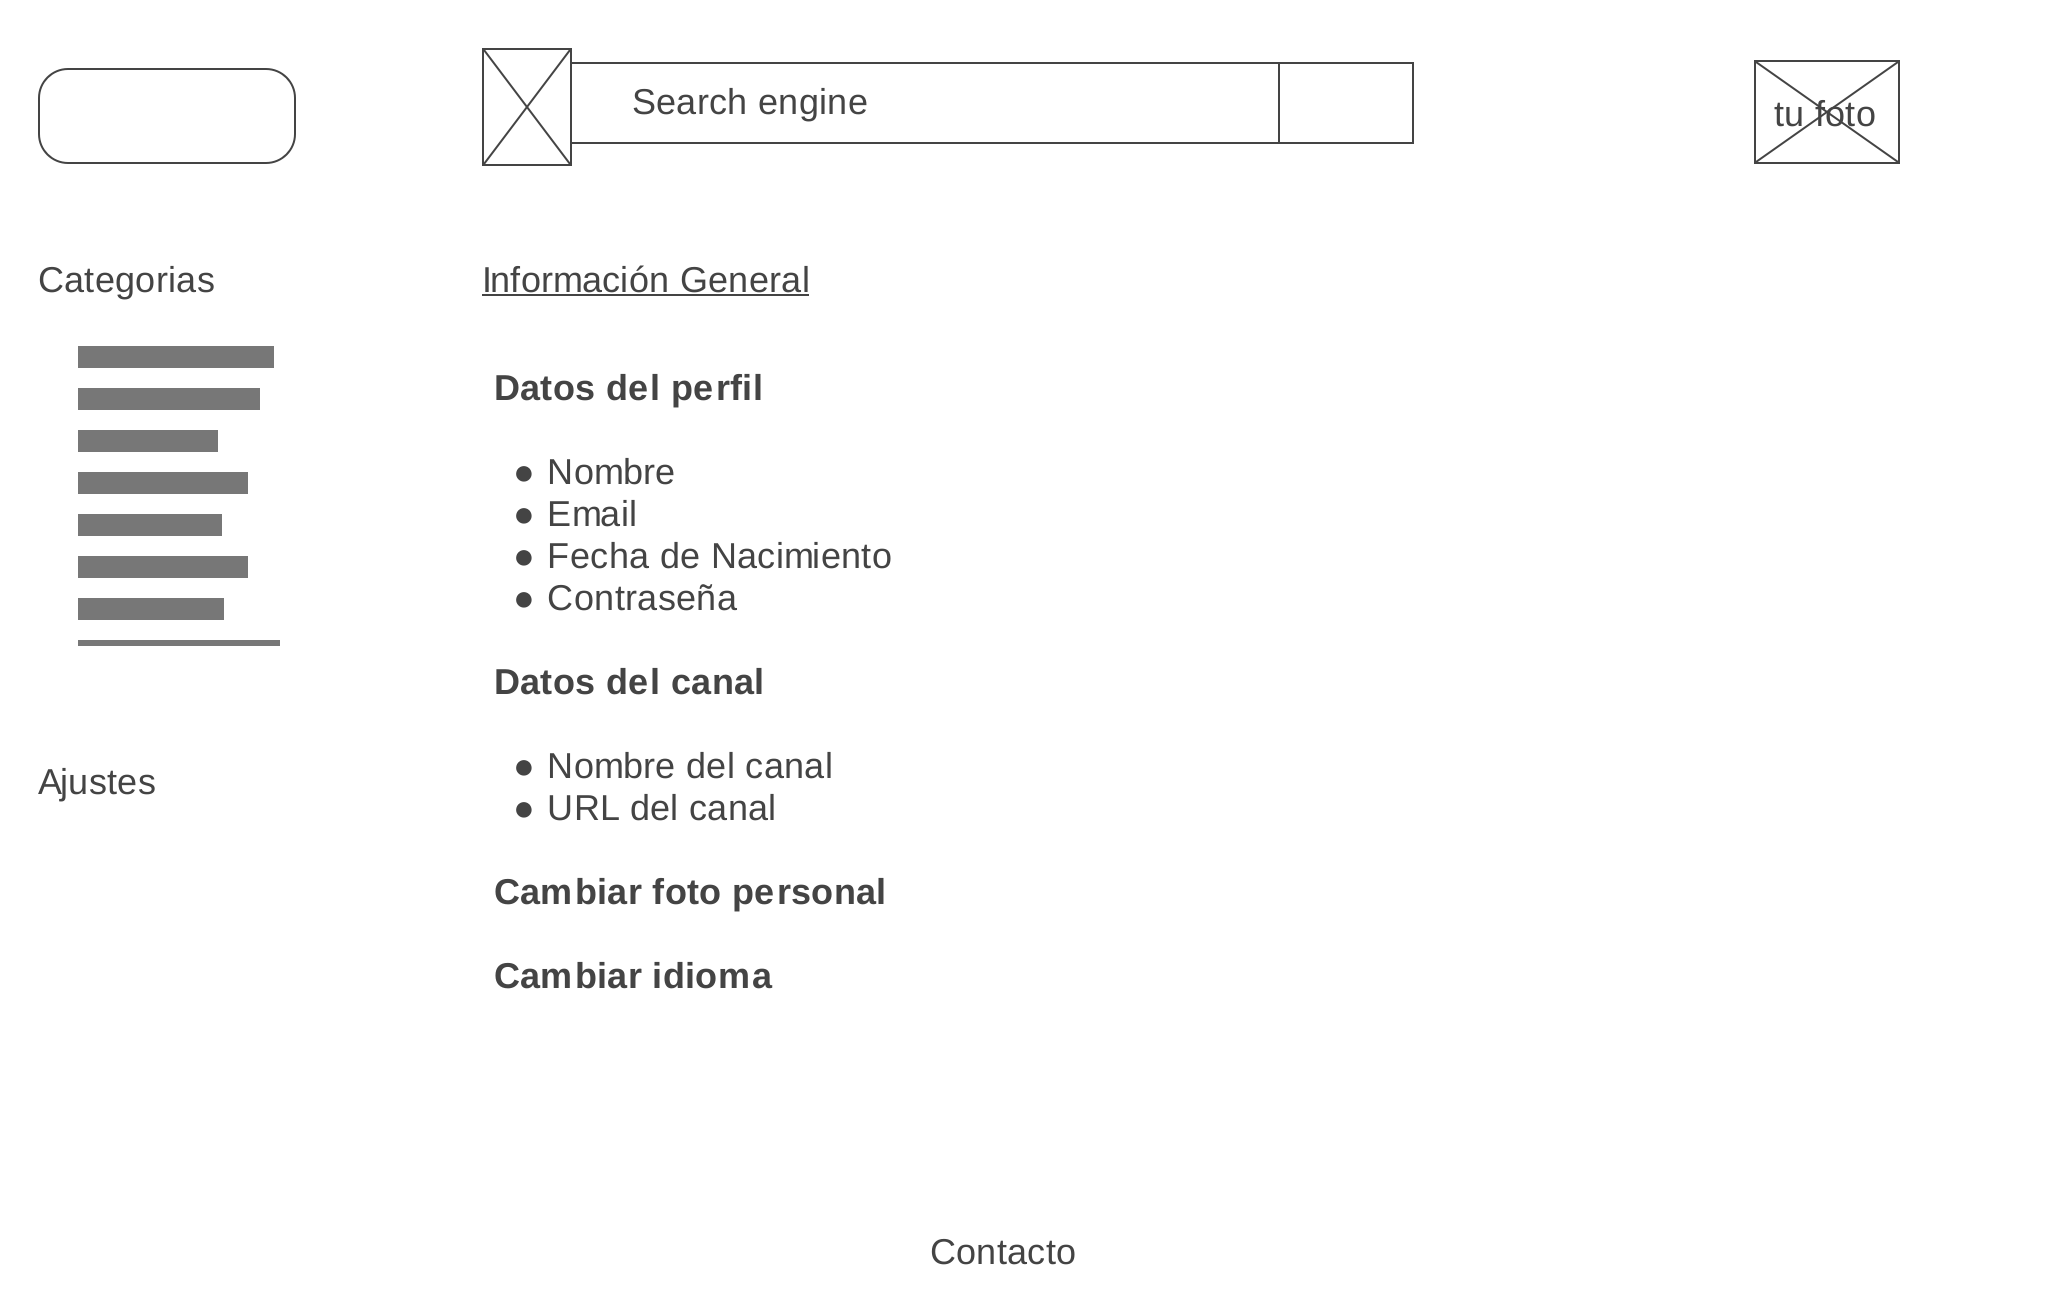 Search engine
tu foto
Categorias
Información General
Datos del perfil
● Nombre
● Email
● Fecha de Nacimiento
● Contraseña
Datos del canal
Ajustes
● Nombre del canal
● URL del canal
Cambiar foto personal
Cambiar idioma
Contacto